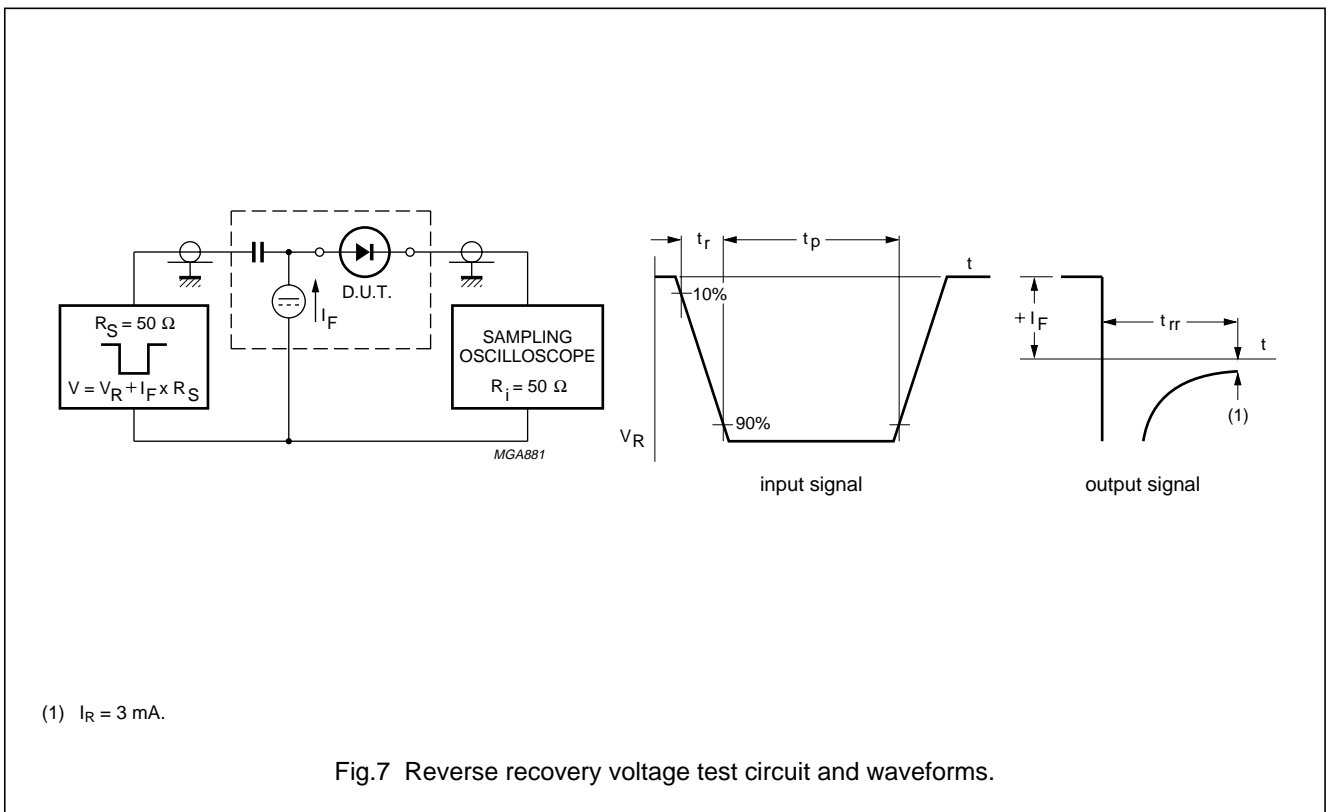 R_S = 50 Ω
V = V_R + I_F x R_S
I_F
D.U.T.
SAMPLING
OSCILLOSCOPE
R_i = 50 Ω
MGA881
t_r
t_p
t
10%
90%
V_R
input signal
+ I_F
t_rr
t
(1)
output signal
(1) I_R = 3 mA.
Fig.7 Reverse recovery voltage test circuit and waveforms.